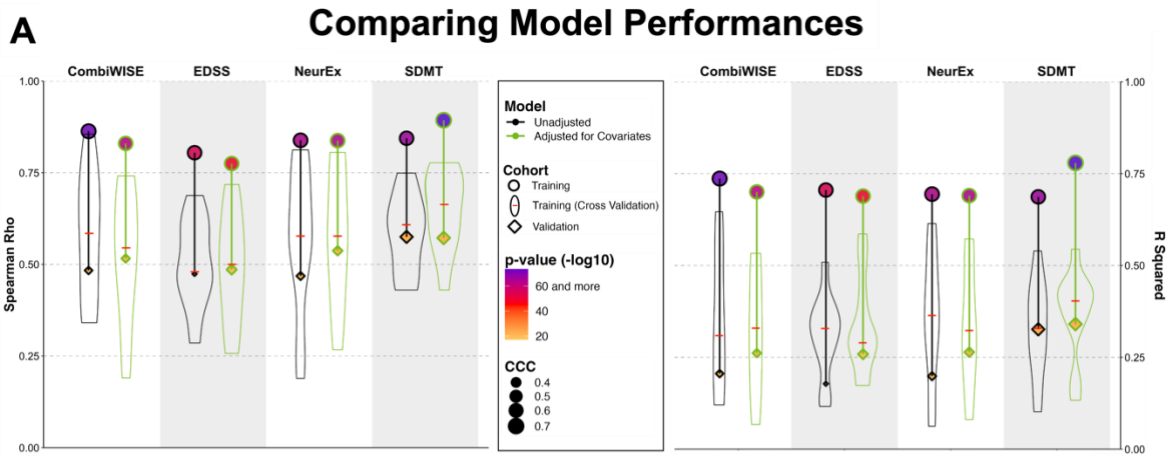 A
Comparing Model Performances
CombiWISE EDSS NeurEx SDMT
1.00
0.75
0.50
0.25
0.00
Spearman Rho
Model
Unadjusted
Adjusted for Covariates
Cohort
Training
Training (Cross Validation)
Validation
p-value (-log10)
60 and more
40
20
CCC
0.4
0.5
0.6
0.7
CombiWISE EDSS NeurEx SDMT
1.00
0.75
0.50
0.25
0.00
R Squared